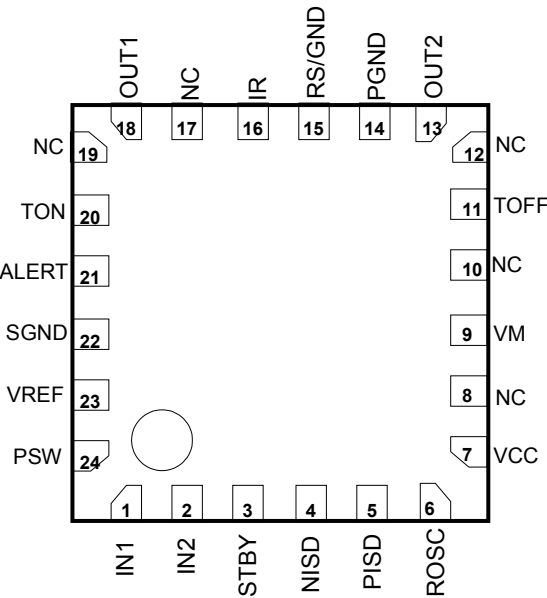 OUT1
NC
IR
RS/GND
PGND
OUT2
18
17
16
15
14
13
NC 19
12 NC
TON 20
11 TOFF
ALERT 21
10 NC
SGND 22
9 VM
VREF 23
8 NC
PSW 24
7 VCC
1
2
3
4
5
6
IN1
IN2
STBY
NISD
PISD
ROSC